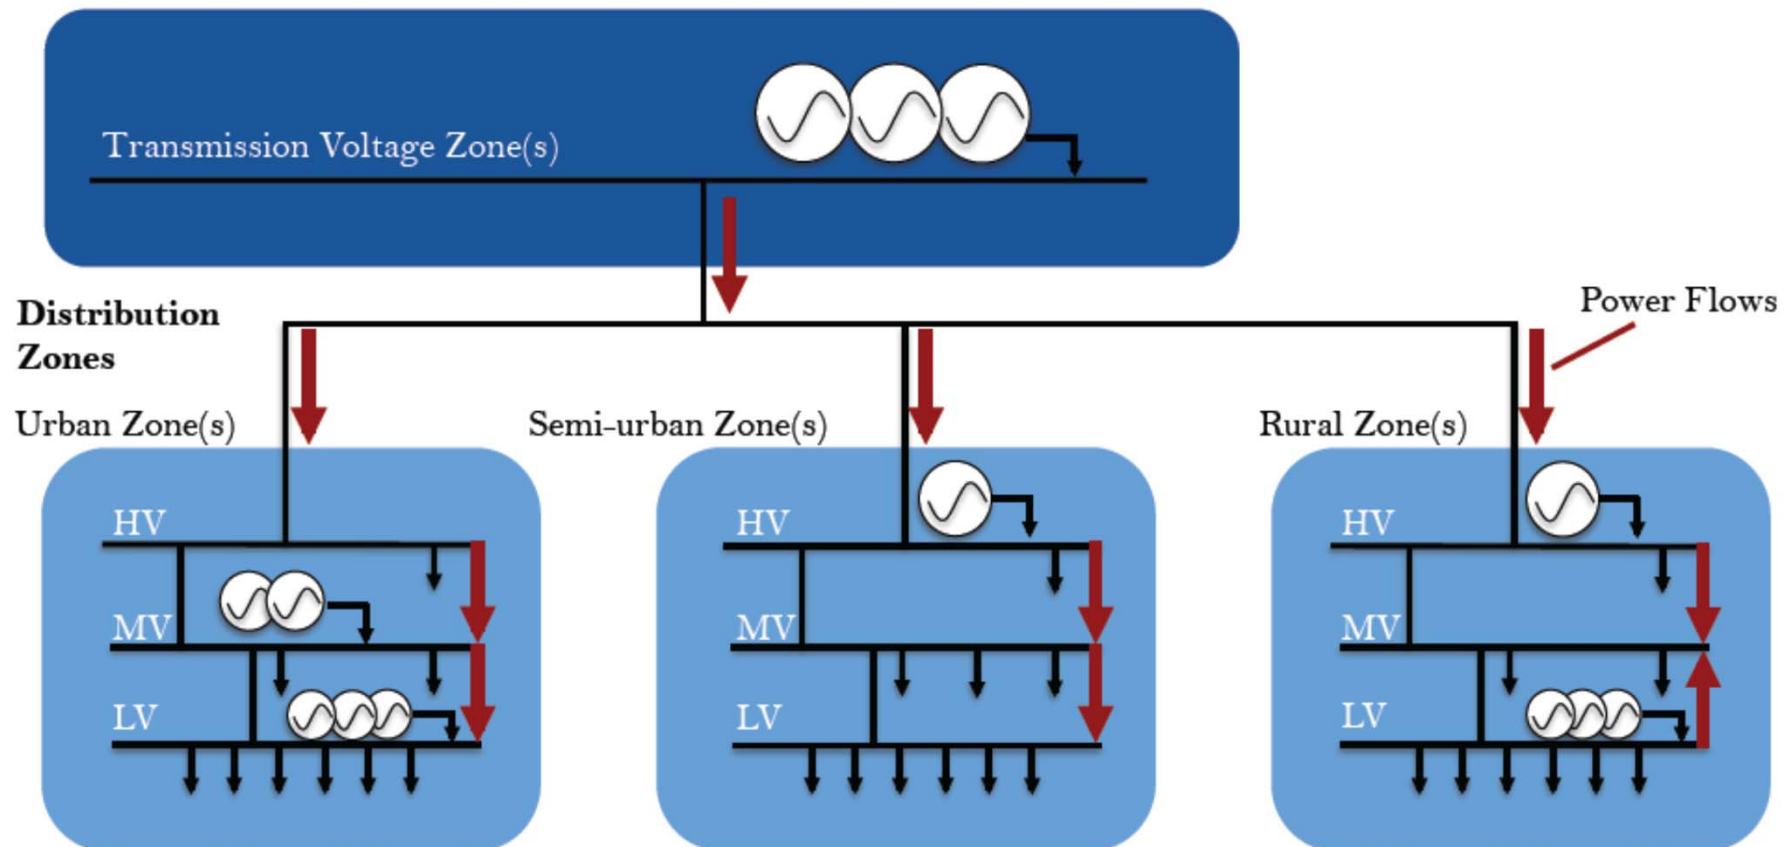 Transmission Voltage Zone(s)
Distribution
Zones
Power Flows
Urban Zone(s)
Semi-urban Zone(s)
Rural Zone(s)
HV
MV
LV
HV
MV
LV
HV
MV
LV